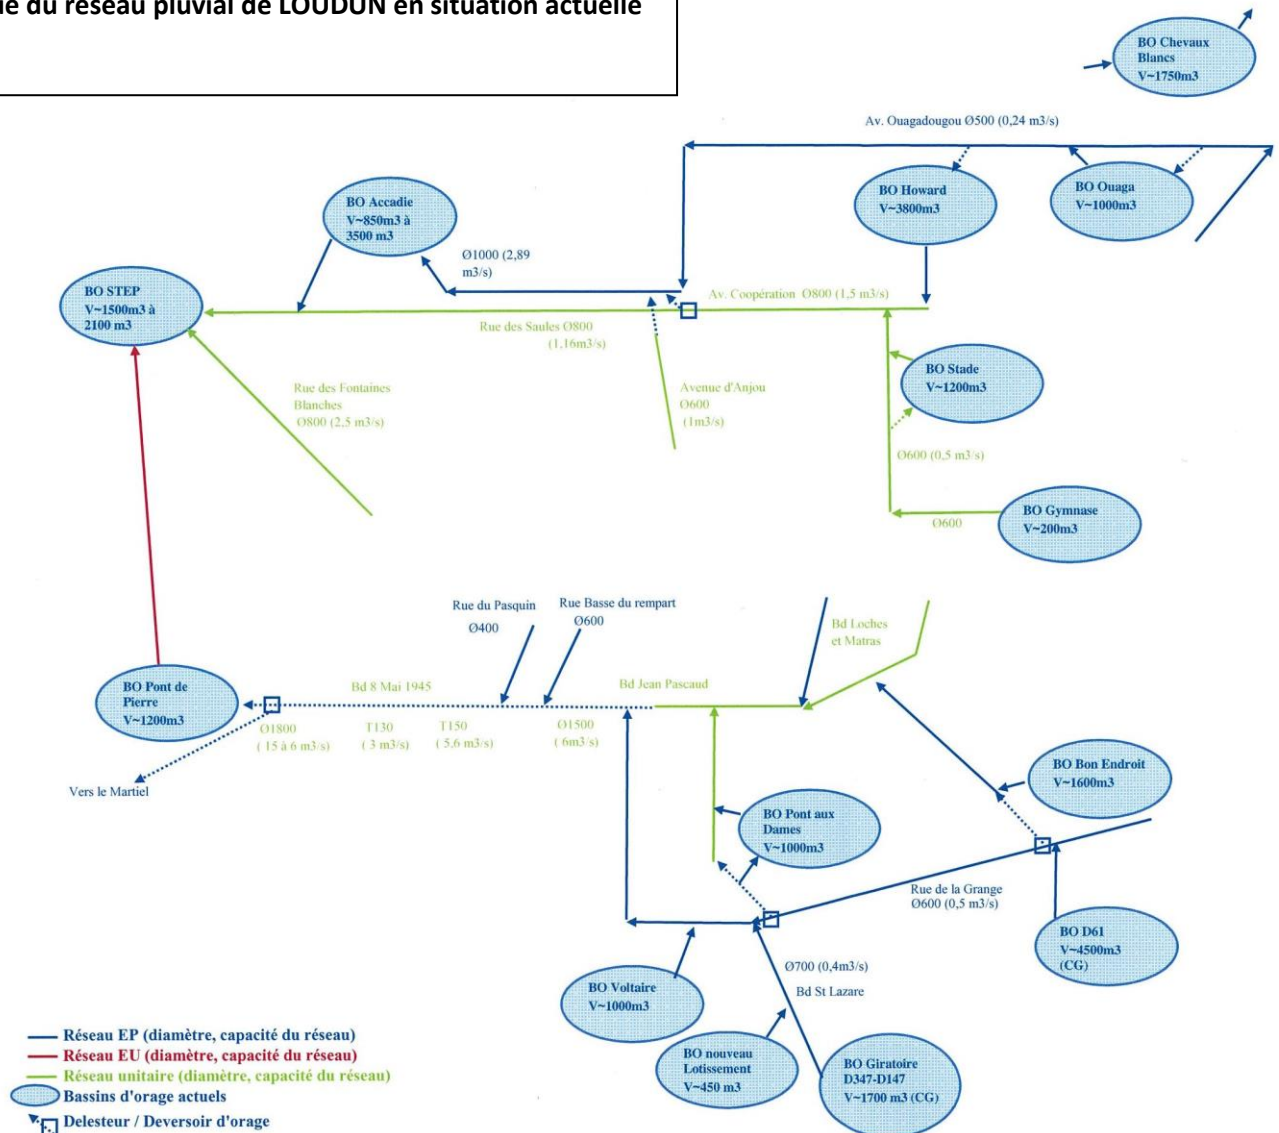 du réseau pluvial de LOUDUN en situation actuelle
BO Chevaux
Blancs
V~1750m3
Av. Ouagadougou Ø500 (0,24 m3/s)
BO Accadie
V~850m3 à
3500 m3
BO Howard
V~3800m3
BO Ouaga
V~1000m3
Ø1000 (2,89
m3/s)
BO STEP
V~1500m3 à
2100 m3
Av. Coopération Ø800 (1,5 m3/s)
Rue des Saules Ø800
(1,16m3/s)
BO Stade
V~1200m3
Rue des Fontaines
Blanches
Ø800 (2,5 m3/s)
Avenue d'Anjou
Ø600
(1m3/s)
Ø600 (0,5 m3/s)
BO Gymnase
V~200m3
Ø600
Rue du Pasquin
Ø400
Rue Basse du rempart
Ø600
Bd Loches
et Matras
BO Pont de
Pierre
V~1200m3
Bd 8 Mai 1945
Bd Jean Pascaud
Ø1800
( 15 à 6 m3/s)
T130
( 3 m3/s)
T150
( 5,6 m3/s)
Ø1500
( 6m3/s)
Vers le Martiel
BO Bon Endroit
V~1600m3
BO Pont aux
Dames
V~1000m3
Rue de la Grange
Ø600 (0,5 m3/s)
BO D61
V~4500m3
(CG)
Ø700 (0,4m3/s)
Bd St Lazare
BO Voltaire
V~1000m3
BO nouveau
Lotissement
V~450 m3
BO Giratoire
D347-D147
V~1700 m3 (CG)
Réseau EP (diamètre, capacité du réseau)
Réseau EU (diamètre, capacité du réseau)
Réseau unitaire (diamètre, capacité du réseau)
Bassins d'orage actuels
Delesteur / Deversoir d'orage